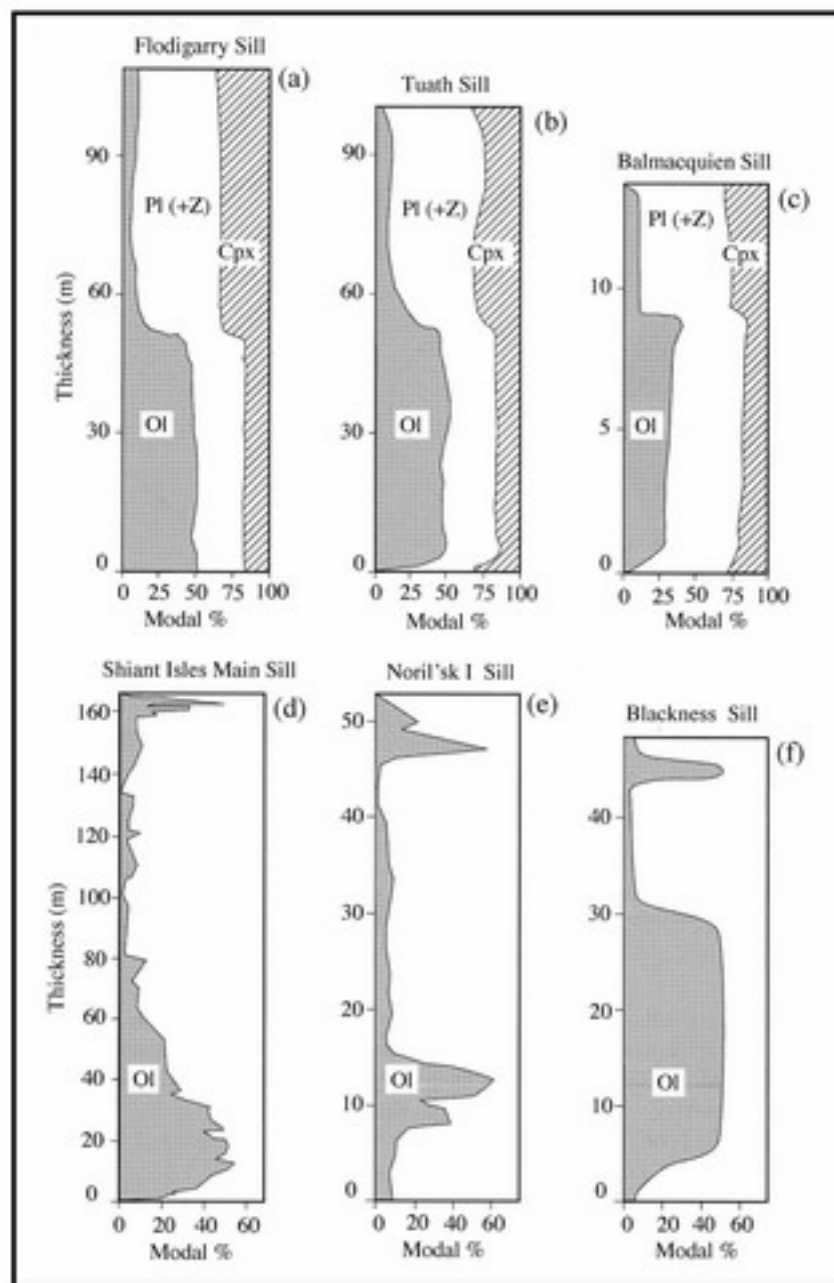 Flodigarry Sill
(a)
90
60
30
0
Thickness (m)
Pl (+Z)
Cpx
Ol
0 25 50 75 100
Modal %
Tuath Sill
(b)
90
60
30
0
Pl (+Z)
Cpx
Ol
0 25 50 75 100
Modal %
Balmacquien Sill
(c)
10
5
0
Pl (+Z)
Cpx
Ol
0 25 50 75 100
Modal %
Shiant Isles Main Sill
(d)
160
140
120
100
80
60
40
20
0
Thickness (m)
Ol
0 20 40 60
Modal %
Noril'sk I Sill
(e)
50
40
30
20
10
0
Ol
0 20 40 60
Modal %
Blackness Sill
(f)
40
30
20
10
0
Ol
0 20 40 60
Modal %